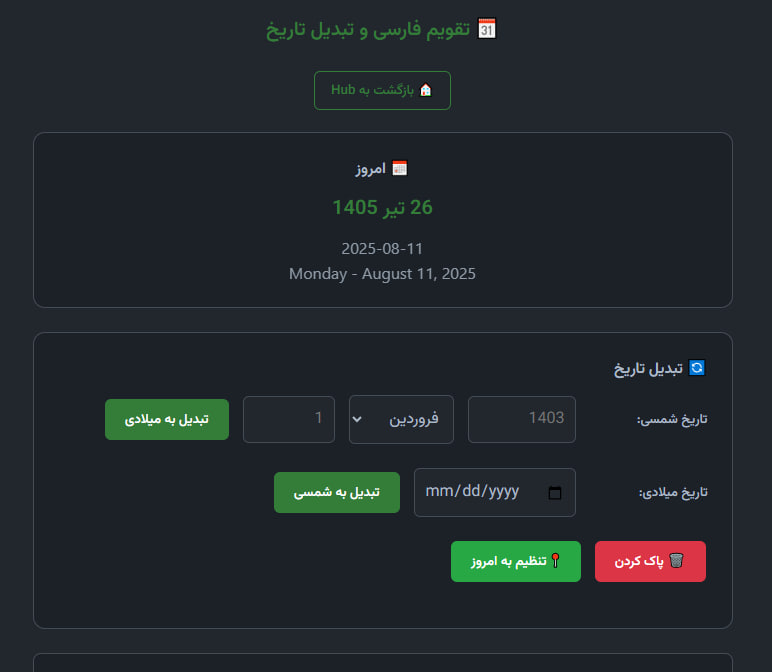 تقویم فارسی و تبدیل تاریخ
بازگشت به Hub
امروز
26 تیر 1405
2025-08-11
Monday - August 11, 2025
تبدیل تاریخ
تاریخ شمسی: 1403 فروردین 1 تبدیل به میلادی
تاریخ میلادی: mm/dd/yyyy تبدیل به شمسی
پاک کردن تنظیم به امروز